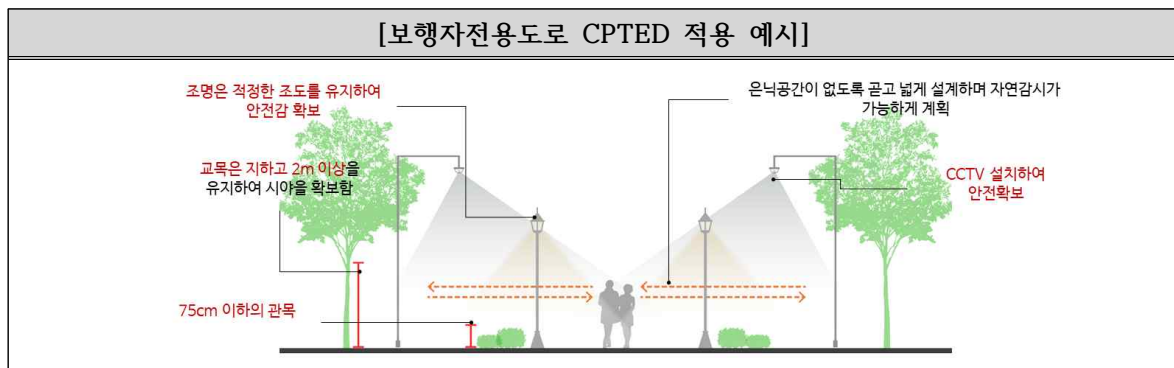 [보행자전용도로 CPTED 적용 예시]
조명은 적정한 조도를 유지하여
안전감 확보
은닉공간이 없도록 곧고 넓게 설계하며 자연감시가
가능하게 계획
교목은 지하고 2m 이상을
유지하여 시야을 확보함
CCTV 설치하여
안전확보
75cm 이하의 관목